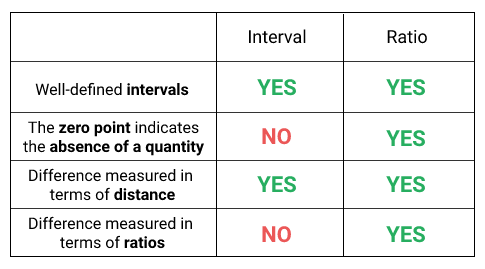 Interval Ratio
Well-defined intervals YES YES
The zero point indicates
the absence of a quantity NO YES
Difference measured in
terms of distance YES YES
Difference measured in
terms of ratios NO YES